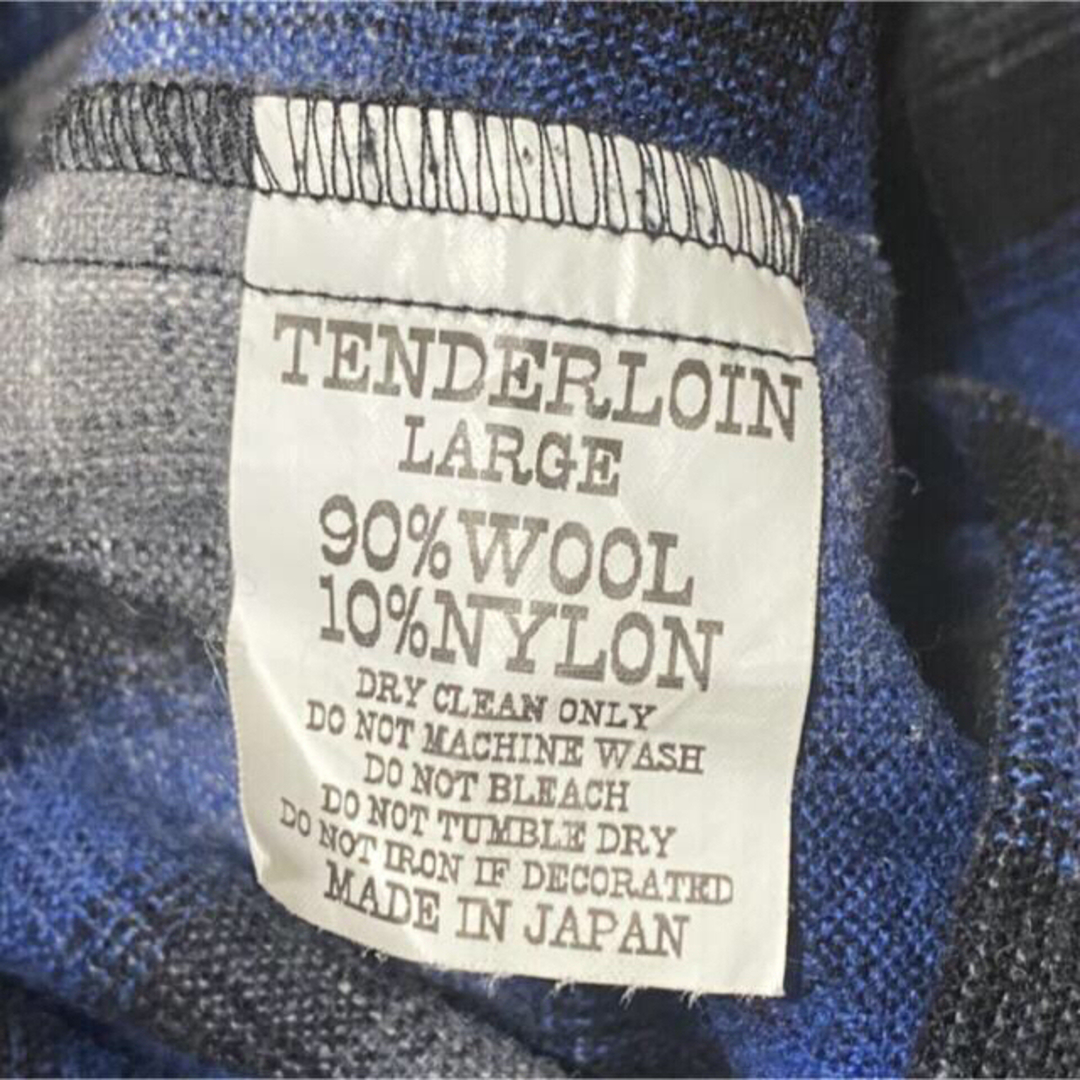 TENDERLOIN
LARGE
90%WOOL
10%NYLON
DRY CLEAN ONLY
DO NOT MACHINE WASH
DO NOT BLEACH
DO NOT TUMBLE DRY
DO NOT IRON IF DECORATED
MADE IN JAPAN